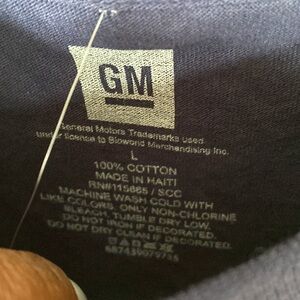 GM
General Motors Trademarks used
under license to Blowond Merchandising Inc.
L
100% COTTON
MADE IN HAITI
RN#115665 / SCC
MACHINE WASH COLD WITH
LIKE COLORS. ONLY NON-CHLORINE
BLEACH, TUMBLE DRY LOW.
DO NOT IRON IF DECORATED.
DO NOT DRY CLEAN IF DECORATED.